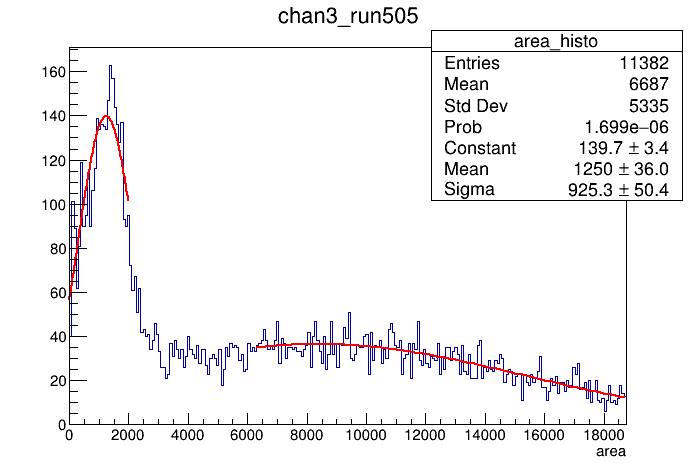 chan3_run505
area_histo
Entries 11382
Mean 6687
Std Dev 5335
Prob 1.699e−06
Constant 139.7 ± 3.4
Mean 1250 ± 36.0
Sigma 925.3 ± 50.4
160
140
120
100
80
60
40
20
0
0 2000 4000 6000 8000 10000 12000 14000 16000 18000
area